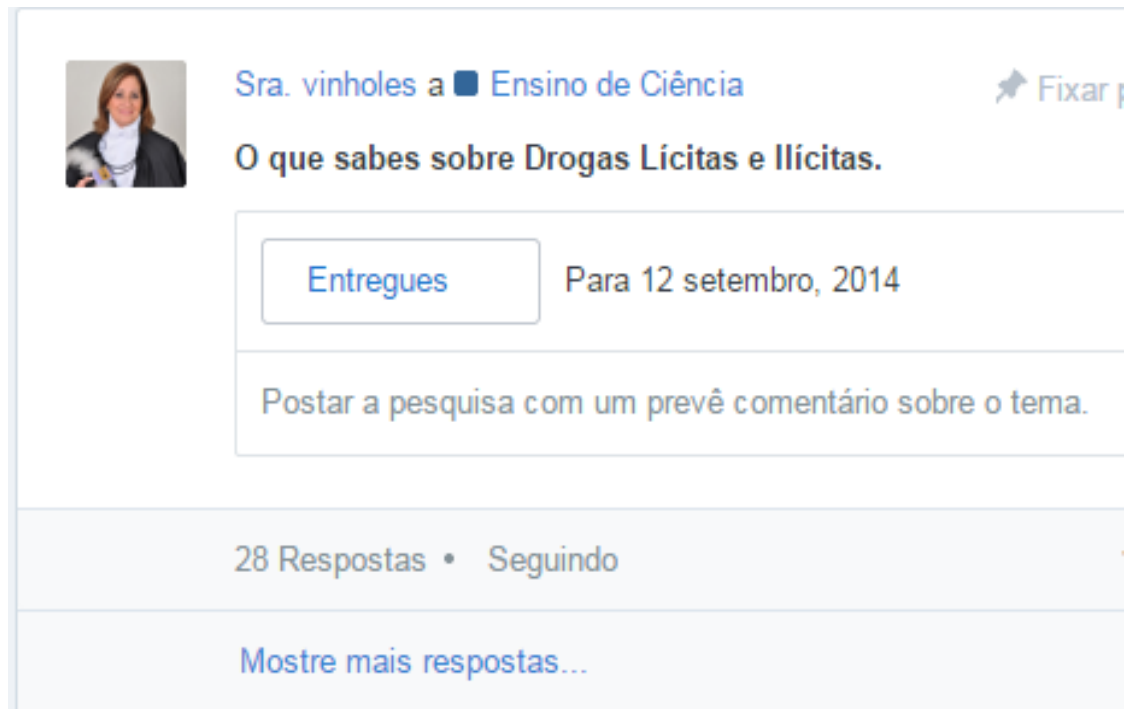 Sra. vinholes a Ensino de Ciência
Fixar p
O que sabes sobre Drogas Lícitas e Ilícitas.
Entregues
Para 12 setembro, 2014
Postar a pesquisa com um prevê comentário sobre o tema.
28 Respostas • Seguindo
Mostre mais respostas...